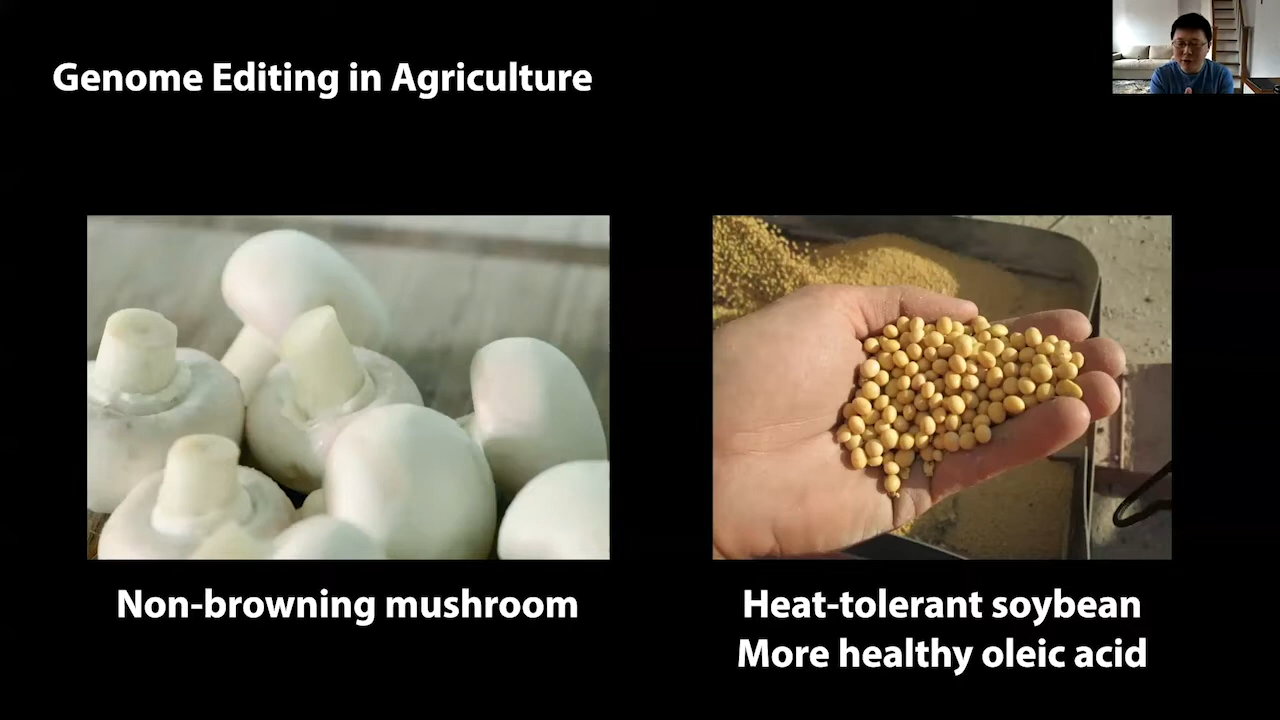 Genome Editing in Agriculture
Non-browning mushroom
Heat-tolerant soybean
More healthy oleic acid